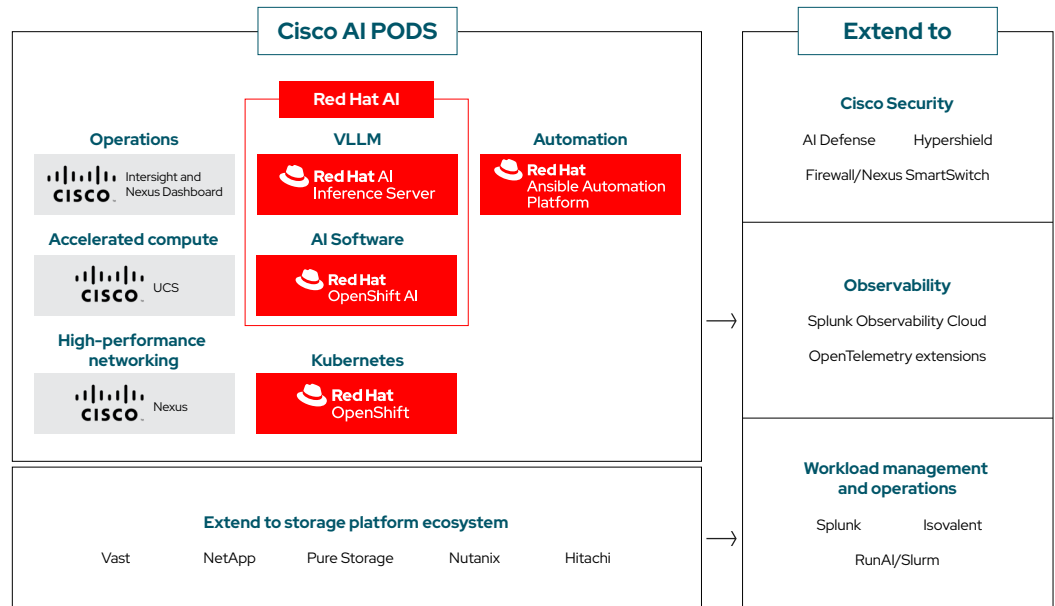 Cisco AI PODS
Red Hat AI
Operations
CISCO
Intersight and
Nexus Dashboard
VLLM
Red Hat AI
Inference Server
Automation
Red Hat
Ansible Automation
Platform
Accelerated compute
CISCO
UCS
AI Software
Red Hat
OpenShift AI
High-performance
networking
CISCO
Nexus
Kubernetes
Red Hat
OpenShift
Extend to storage platform ecosystem
Vast NetApp Pure Storage Nutanix Hitachi
Extend to
Cisco Security
AI Defense Hypershield
Firewall/Nexus SmartSwitch
Observability
Splunk Observability Cloud
OpenTelemetry extensions
Workload management
and operations
Splunk Isovalent
RunAI/Slurm